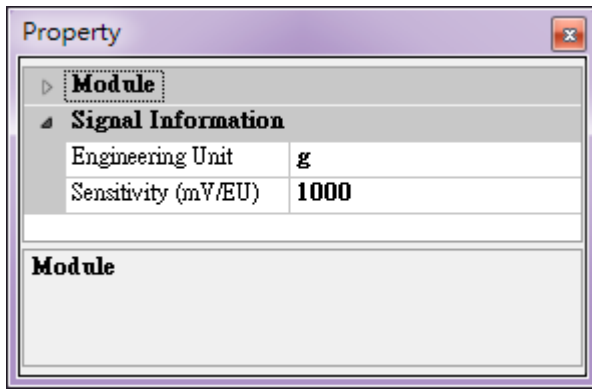 Property
Module
Signal Information
Engineering Unit g
Sensitivity (mV/EU) 1000
Module